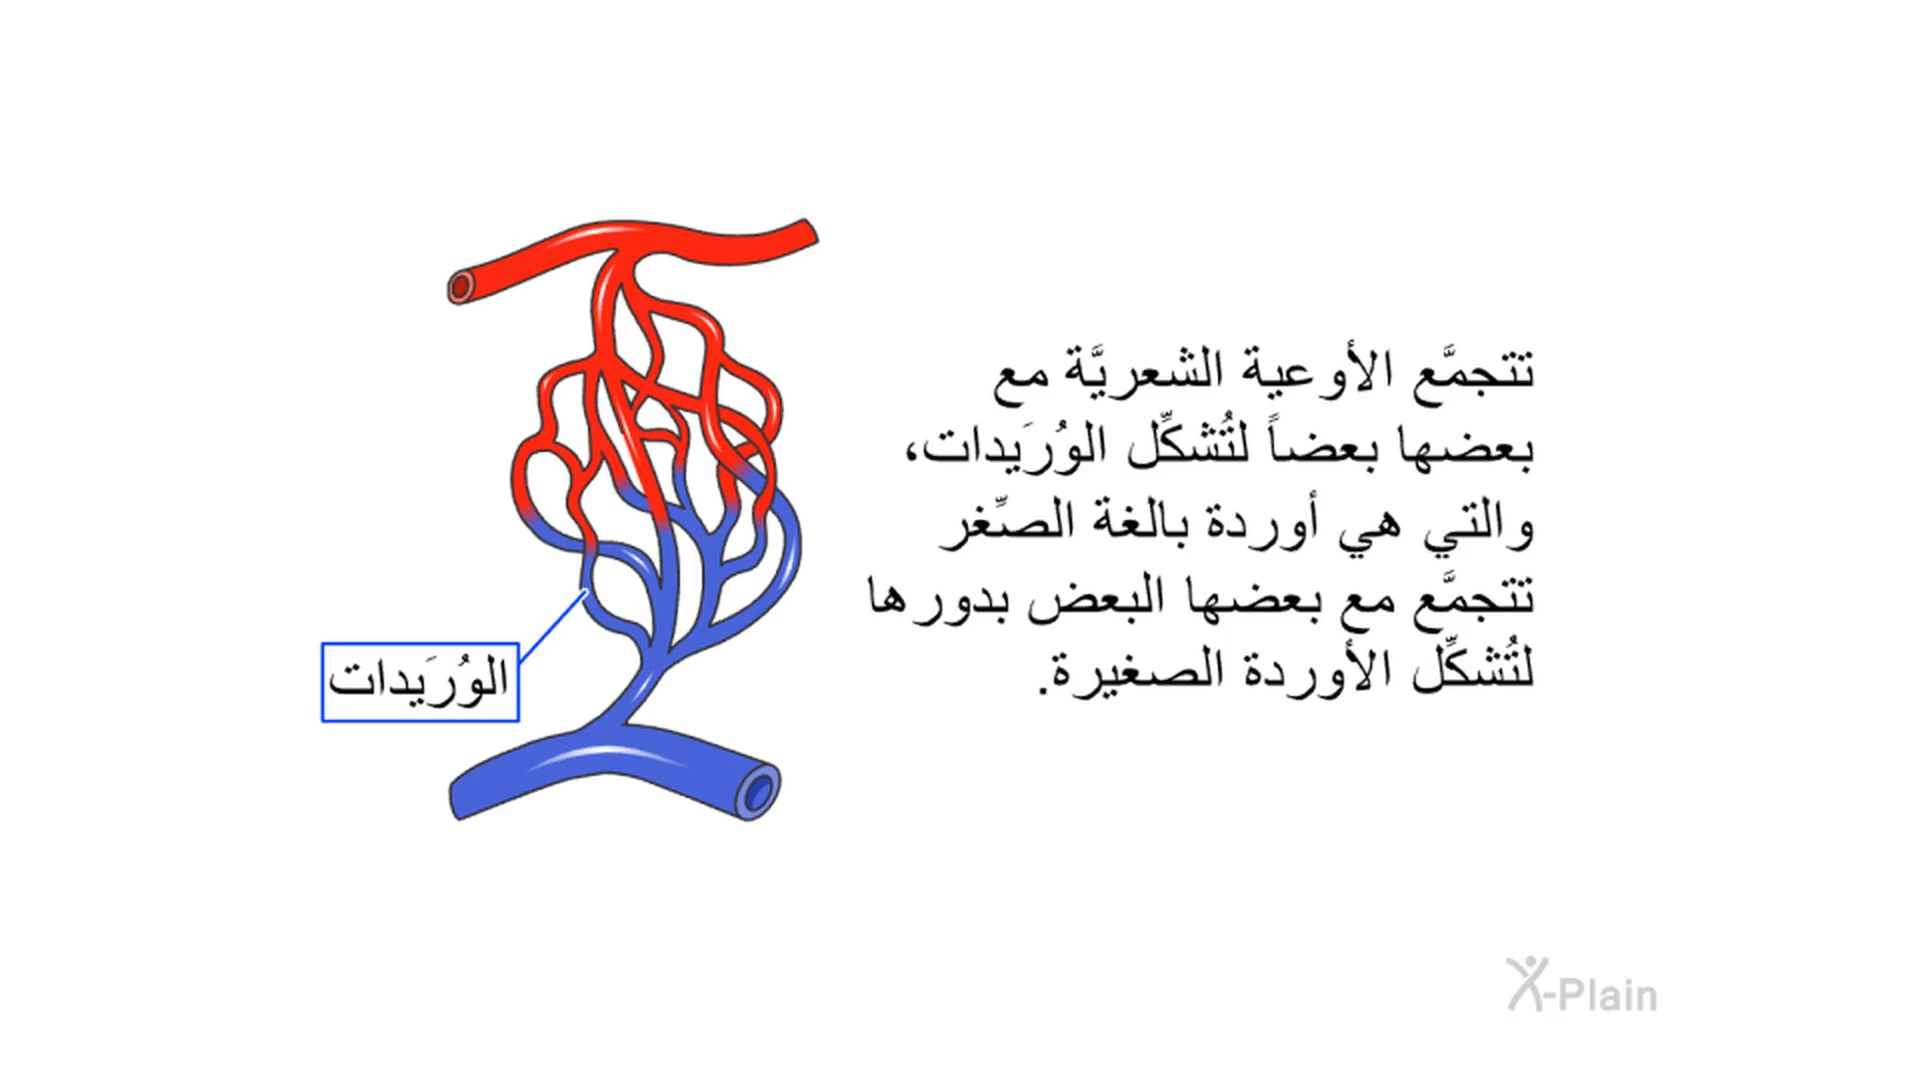 تتجمَّع الأوعية الشعريَّة مع
بعضها بعضاً لتُشكِّل الوُرَيدات،
والتي هي أوردة بالغة الصِّغر
تتجمَّع مع بعضها البعض بدورها
لتُشكِّل الأوردة الصغيرة.
الوُرَيدات
X-Plain